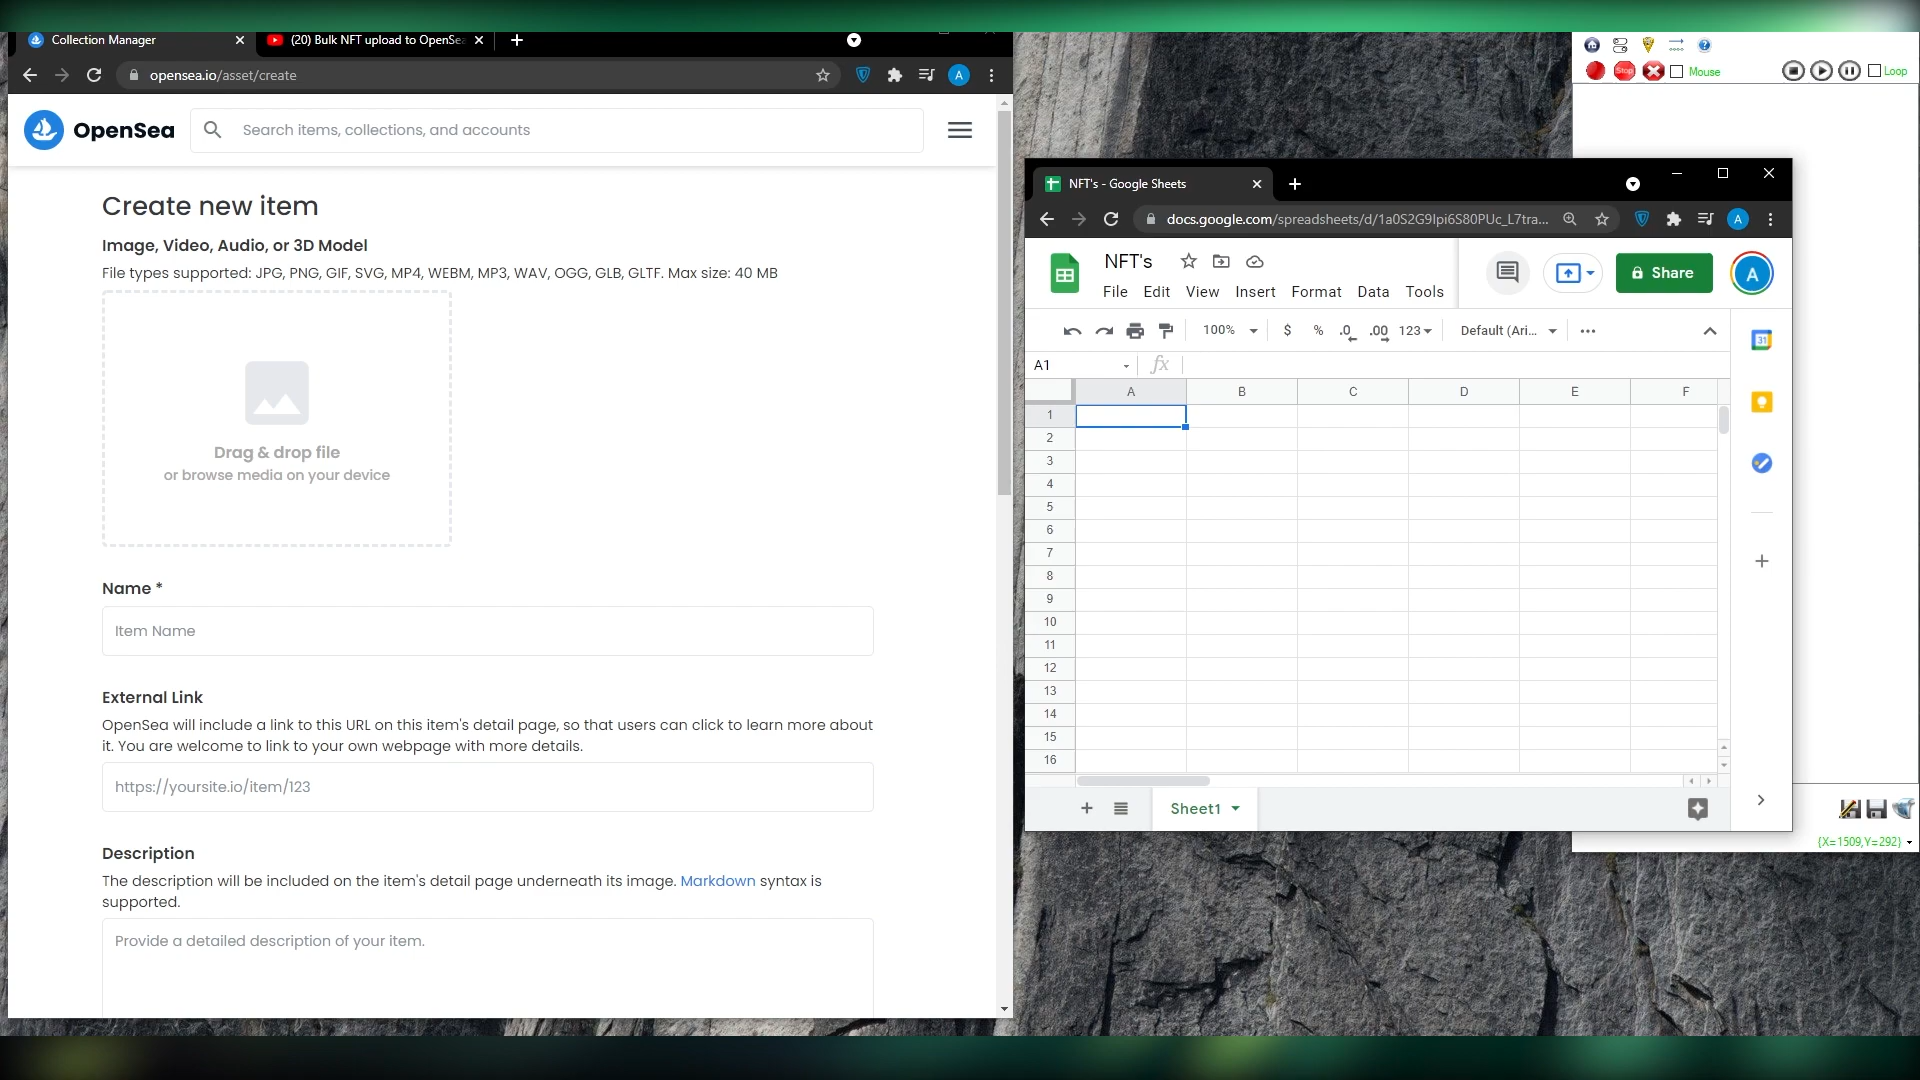 Collection Manager
(20) Bulk NFT upload to OpenSea
opensea.io/asset/create
A
OpenSea
Search items, collections, and accounts
Create new item
Image, Video, Audio, or 3D Model
File types supported: JPG, PNG, GIF, SVG, MP4, WEBM, MP3, WAV, OGG, GLB, GLTF. Max size: 40 MB
Drag & drop file
or browse media on your device
Name *
Item Name
External Link
OpenSea will include a link to this URL on this item's detail page, so that users can click to learn more about
it. You are welcome to link to your own webpage with more details.
https://yoursite.io/item/123
Description
The description will be included on the item's detail page underneath its image. Markdown syntax is
supported.
Provide a detailed description of your item.
Stop
Mouse
Loop
NFT's - Google Sheets
docs.google.com/spreadsheets/d/1a0S2G9Ipi6S80PUc_L7tra...
A
NFT's
File Edit View Insert Format Data Tools
Share
A
100% $ % .0 .00 123 Default (Ari... ...
31
A1
fx
A B C D E F
1
2
3
4
5
6
7
8
9
10
11
12
13
14
15
16
Sheet1
{X=1509,Y=292}